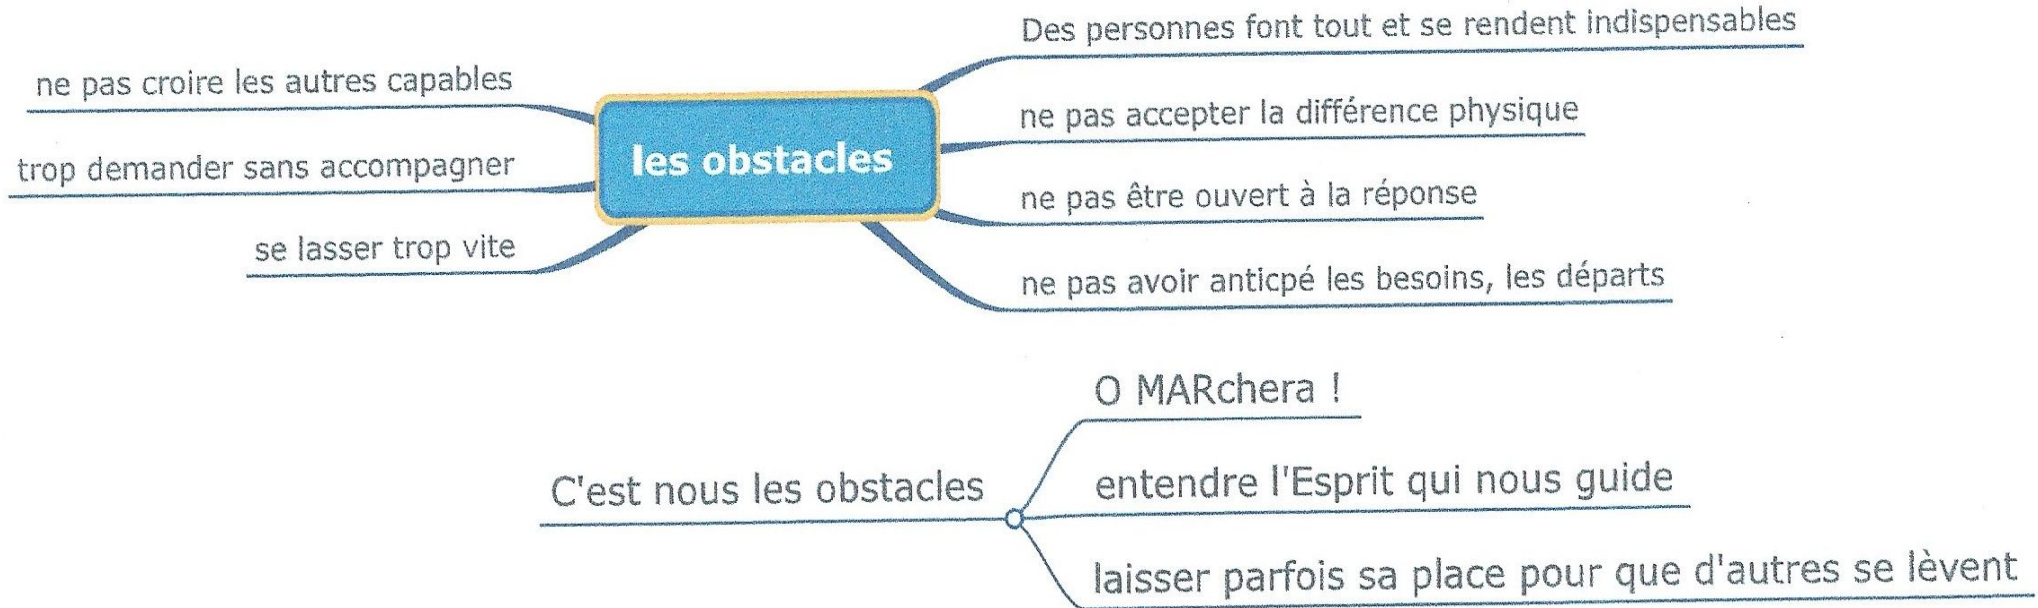 Des personnes font tout et se rendent indispensables
ne pas croire les autres capables
ne pas accepter la différence physique
les obstacles
trop demander sans accompagner
ne pas être ouvert à la réponse
se lasser trop vite
ne pas avoir anticpé les besoins, les départs
O MARchera !
C'est nous les obstacles
entendre l'Esprit qui nous guide
laisser parfois sa place pour que d'autres se lèvent